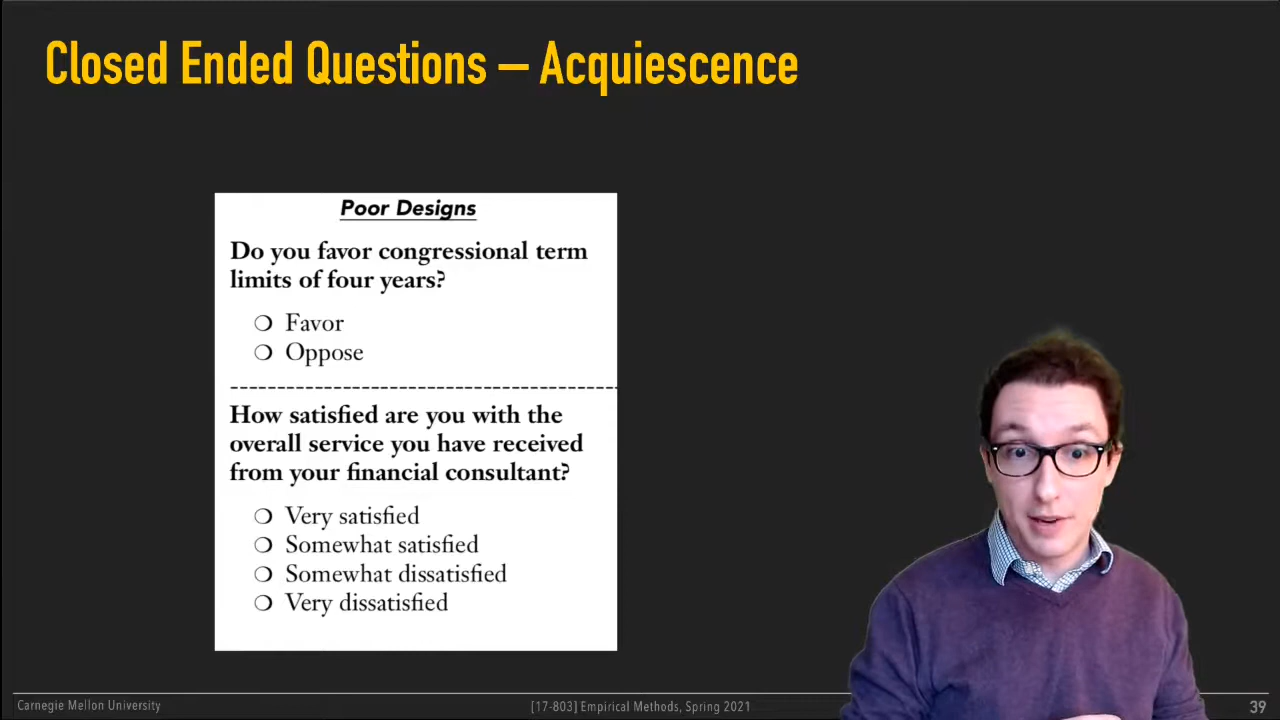 Closed Ended Questions – Acquiescence
Poor Designs
Do you favor congressional term
limits of four years?
Favor
Oppose
How satisfied are you with the
overall service you have received
from your financial consultant?
Very satisfied
Somewhat satisfied
Somewhat dissatisfied
Very dissatisfied
Carnegie Mellon University
[17-803] Empirical Methods, Spring 2021
39